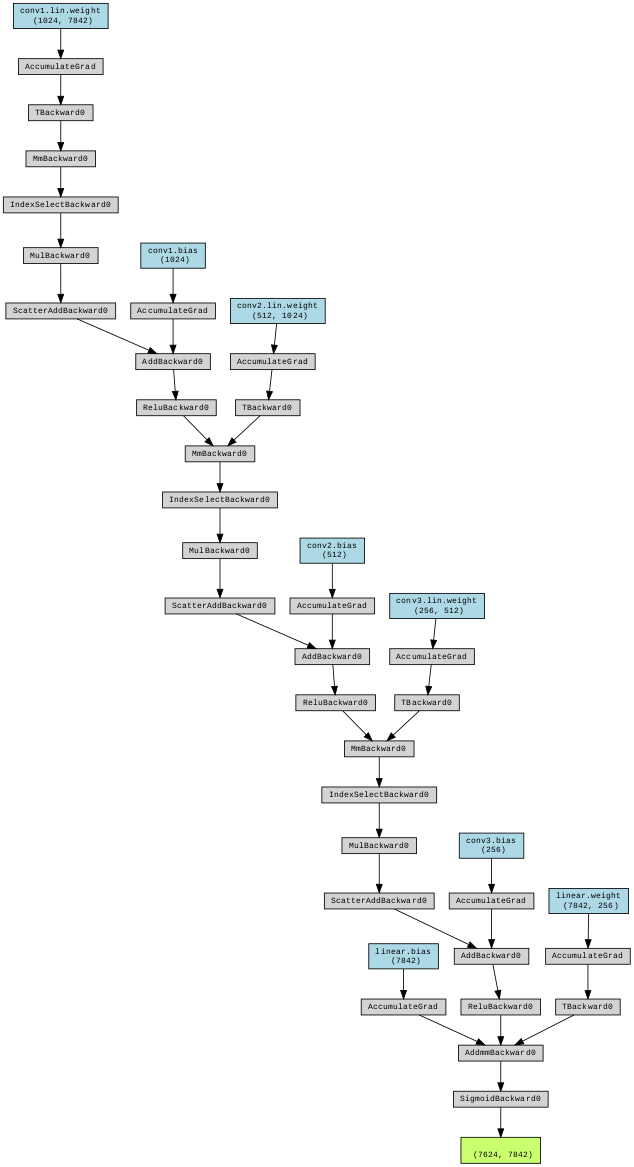 conv1.lin.weight
(1024, 7842)
AccumulateGrad
TBackward0
MmBackward0
IndexSelectBackward0
MulBackward0
conv1.bias
(1024)
ScatterAddBackward0
AccumulateGrad
conv2.lin.weight
(512, 1024)
AddBackward0
AccumulateGrad
ReluBackward0
TBackward0
MmBackward0
IndexSelectBackward0
MulBackward0
conv2.bias
(512)
ScatterAddBackward0
AccumulateGrad
conv3.lin.weight
(256, 512)
AddBackward0
AccumulateGrad
ReluBackward0
TBackward0
MmBackward0
IndexSelectBackward0
MulBackward0
conv3.bias
(256)
ScatterAddBackward0
AccumulateGrad
linear.weight
(7842, 256)
linear.bias
(7842)
AddBackward0
AccumulateGrad
AccumulateGrad
ReluBackward0
TBackward0
AddmmBackward0
SigmoidBackward0
(7624, 7842)